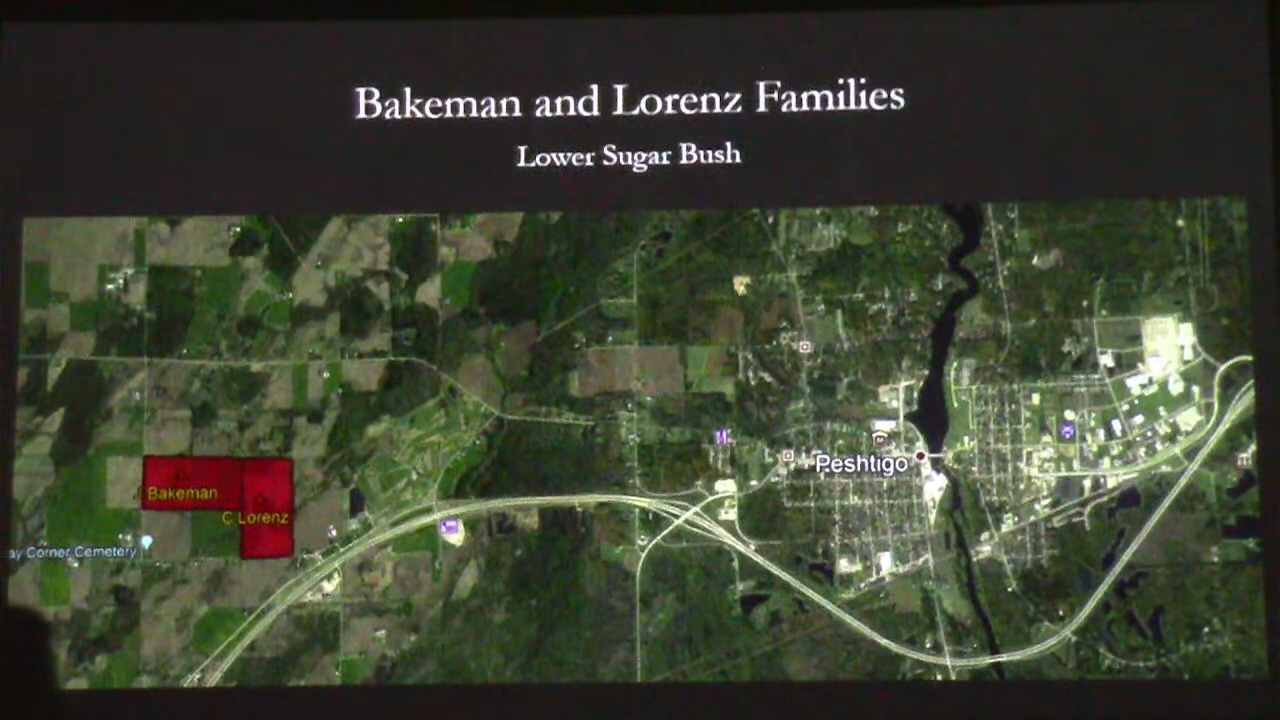 Bakeman and Lorenz Families
Lower Sugar Bush
Peshtigo
Bakeman
C Lorenz
ay Corner Cemetery